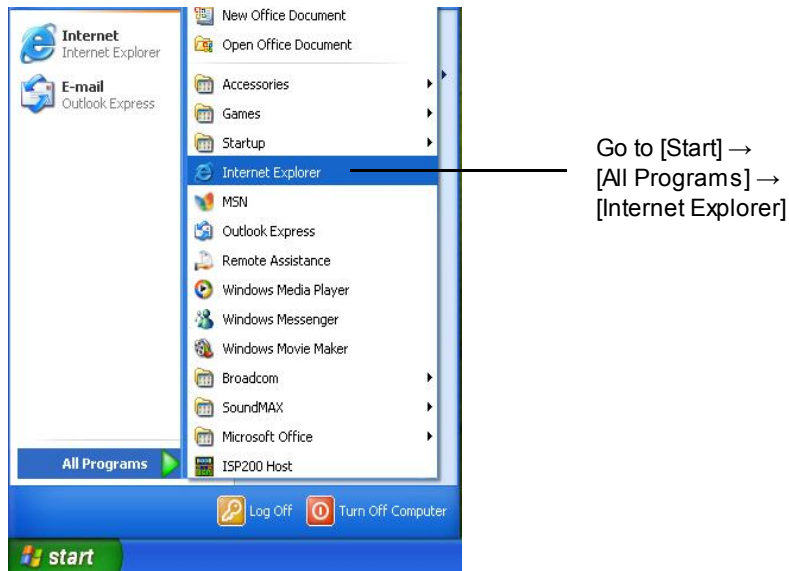 Internet
Internet Explorer
E-mail
Outlook Express
All Programs
New Office Document
Open Office Document
Accessories
Games
Startup
Internet Explorer
MSN
Outlook Express
Remote Assistance
Windows Media Player
Windows Messenger
Windows Movie Maker
Broadcom
SoundMAX
Microsoft Office
ISP200 Host
Log Off
Turn Off Computer
start
Go to [Start] →
[All Programs] →
[Internet Explorer]